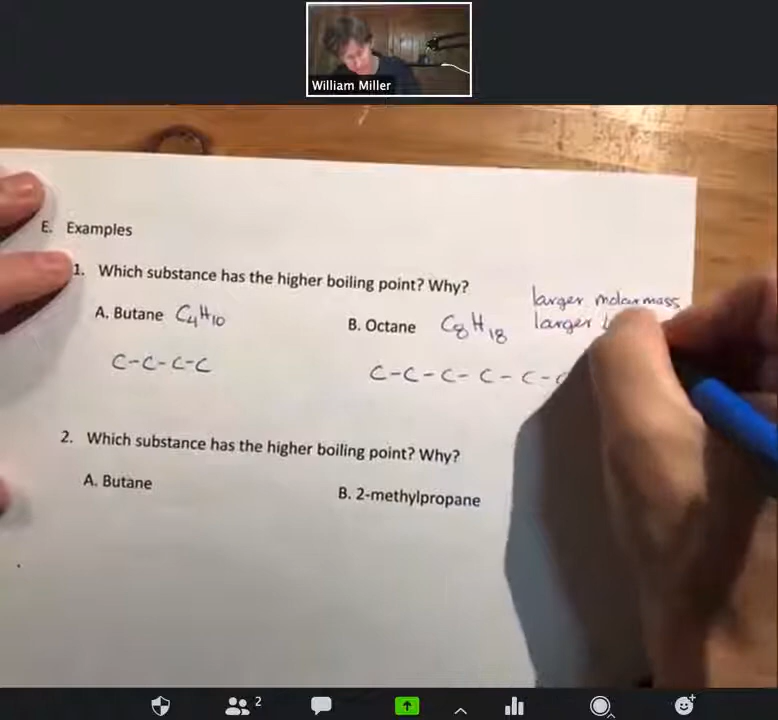 William Miller
E. Examples
1. Which substance has the higher boiling point? Why?
larger molar mass
A. Butane C4H10
B. Octane C8H18
larger
C-C-C-C
C-C-C-C-C-C
2. Which substance has the higher boiling point? Why?
A. Butane
B. 2-methylpropane
2